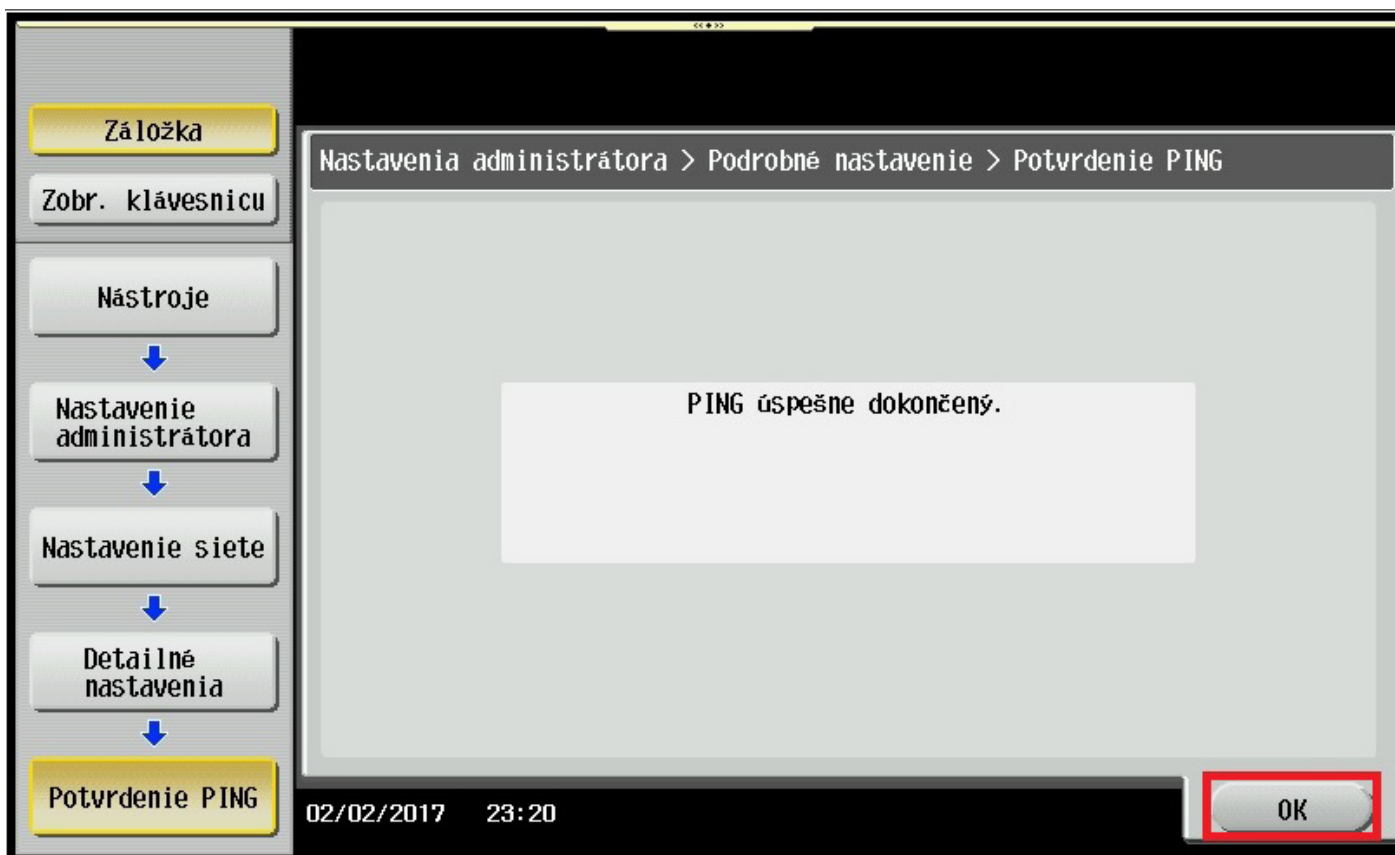 Záložka
Zobr. klávesnicu
Nástroje
Nastavenie
administrátora
Nastavenie siete
Detailné
nastavenia
Potvrdenie PING
Nastavenia administrátora > Podrobné nastavenie > Potvrdenie PING
PING úspešne dokončený.
02/02/2017 23:20
OK